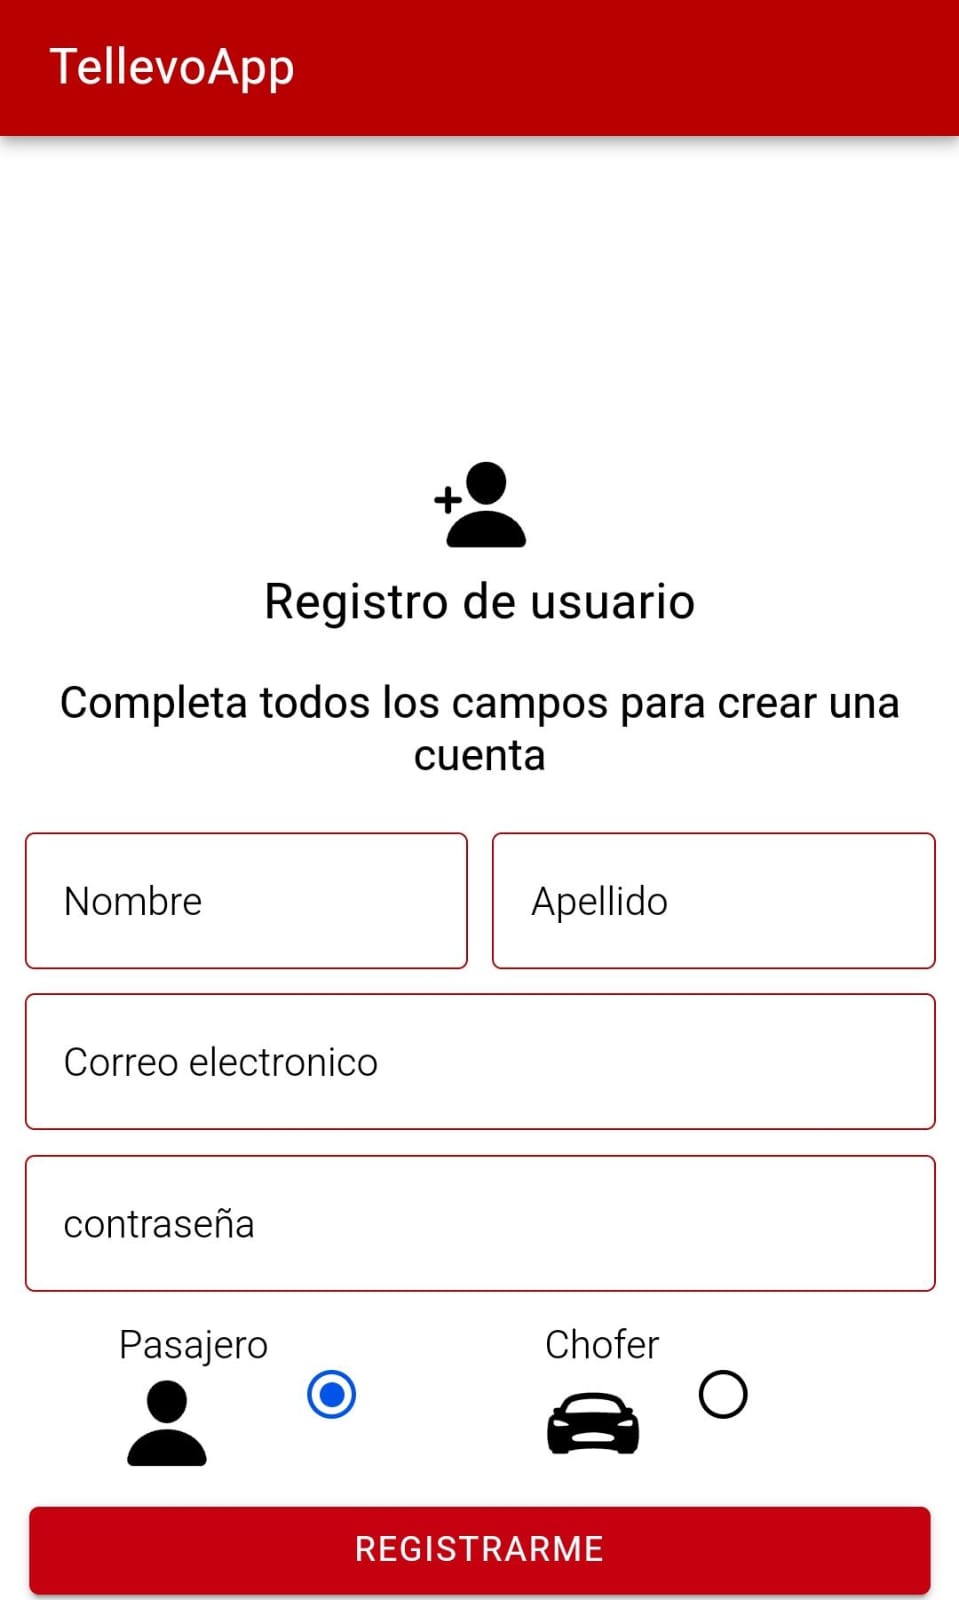 TellevoApp
Registro de usuario
Completa todos los campos para crear una
cuenta
Nombre
Apellido
Correo electronico
contraseña
Pasajero
Chofer
REGISTRARME